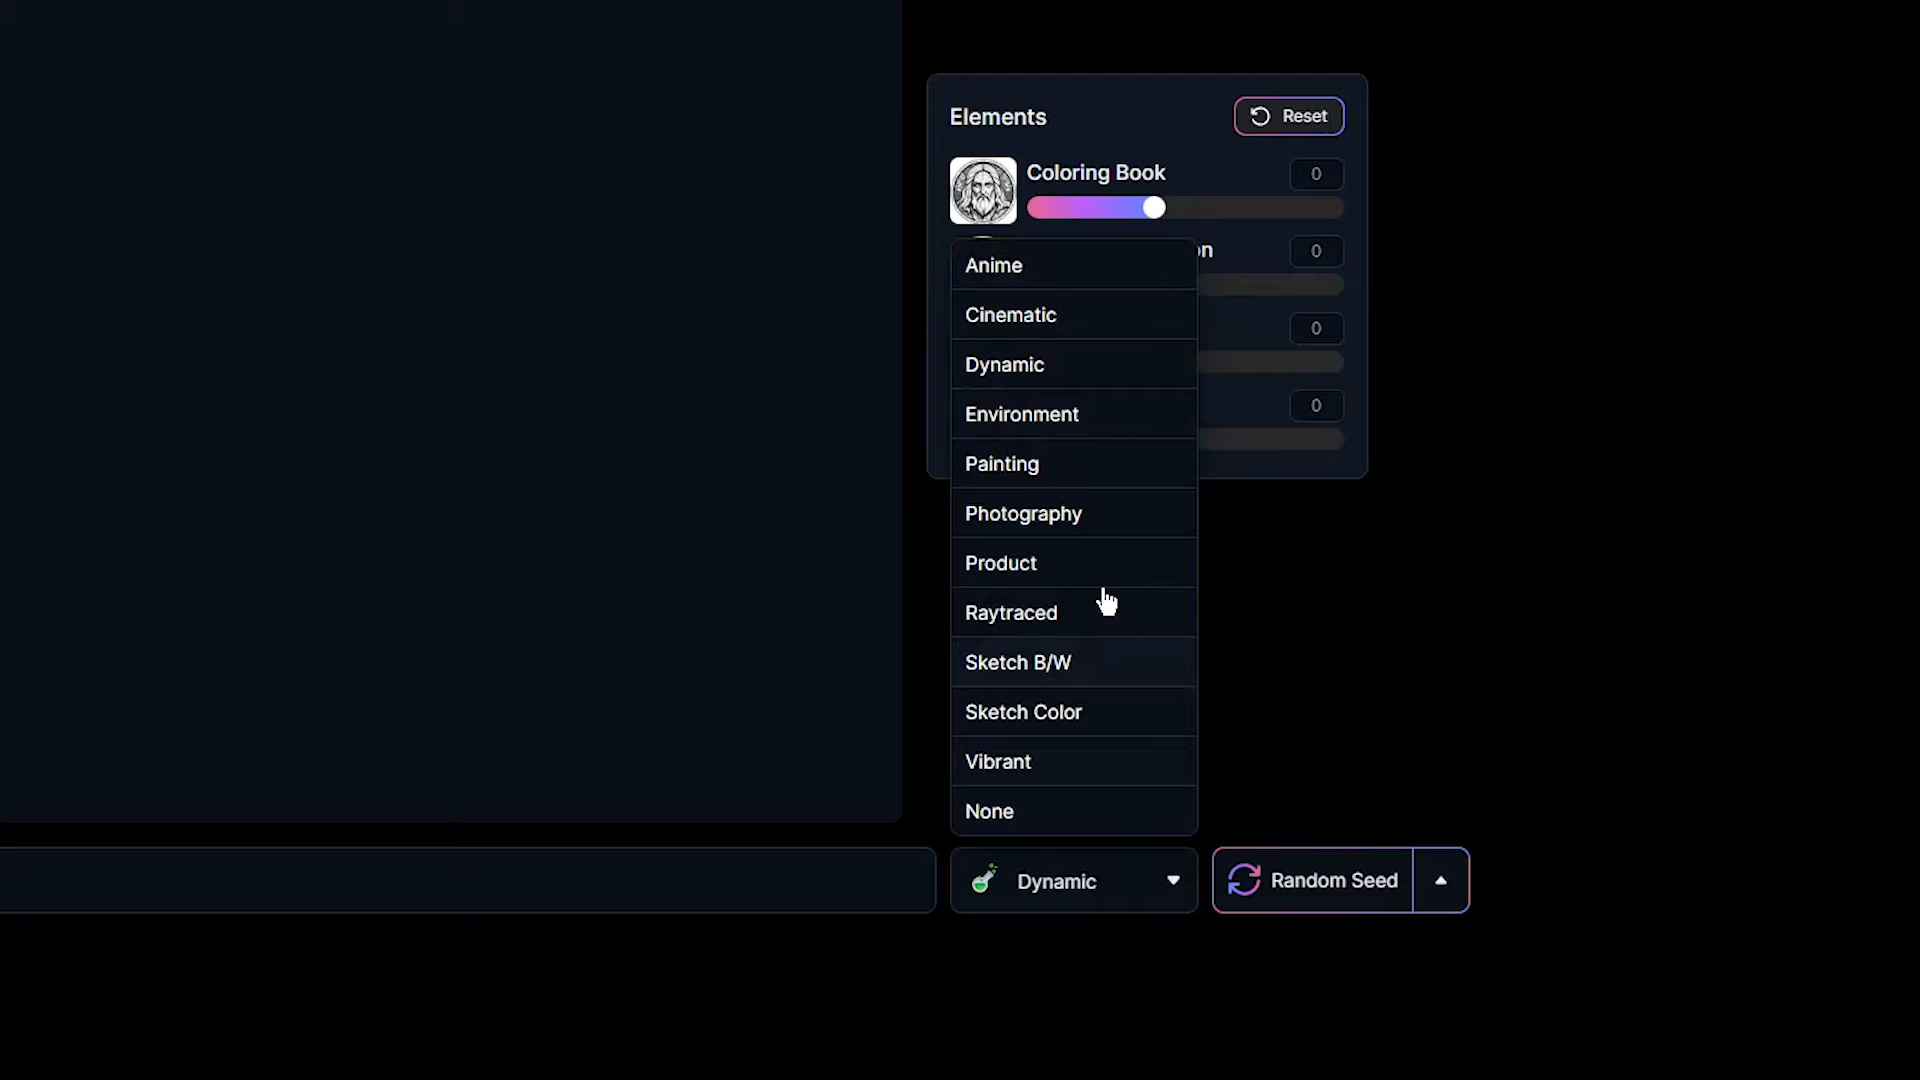 Elements
Reset
Coloring Book
0
0
0
0
Anime
Cinematic
Dynamic
Environment
Painting
Photography
Product
Raytraced
Sketch B/W
Sketch Color
Vibrant
None
Dynamic
Random Seed